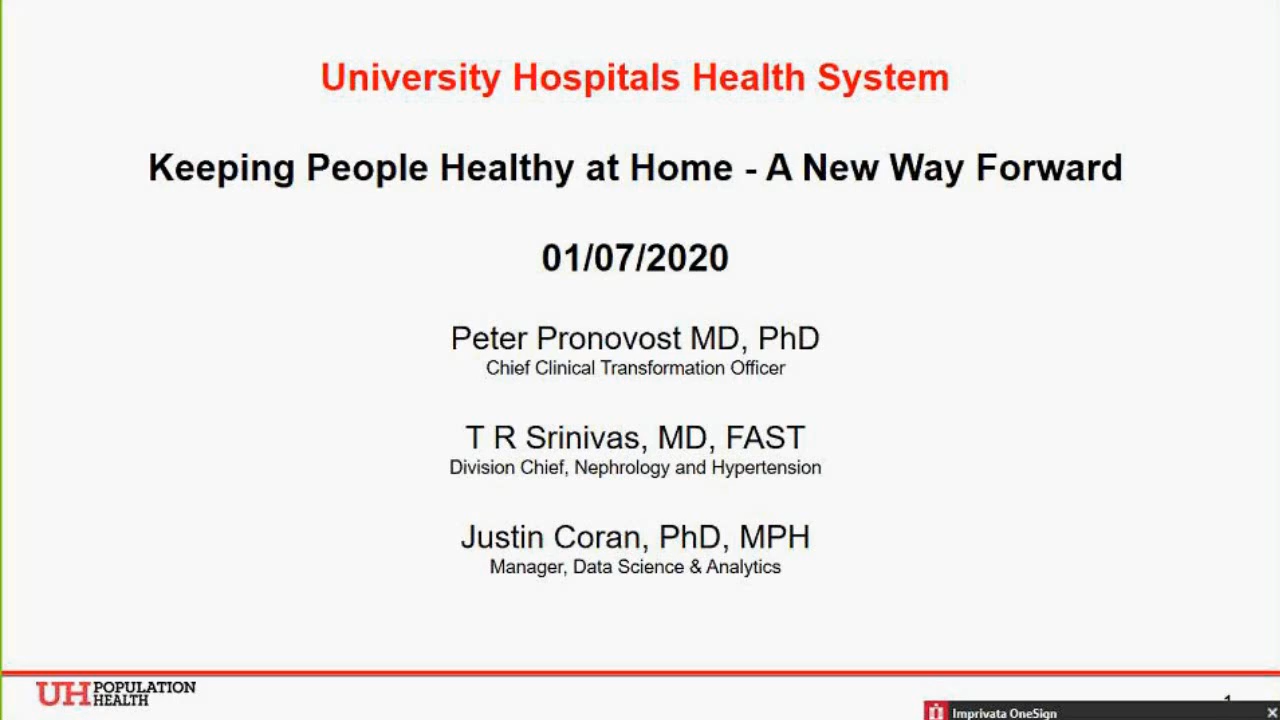 University Hospitals Health System
Keeping People Healthy at Home - A New Way Forward
01/07/2020
Peter Pronovost MD, PhD
Chief Clinical Transformation Officer
T R Srinivas, MD, FAST
Division Chief, Nephrology and Hypertension
Justin Coran, PhD, MPH
Manager, Data Science & Analytics
UH POPULATION
HEALTH
Imprivata OneSign